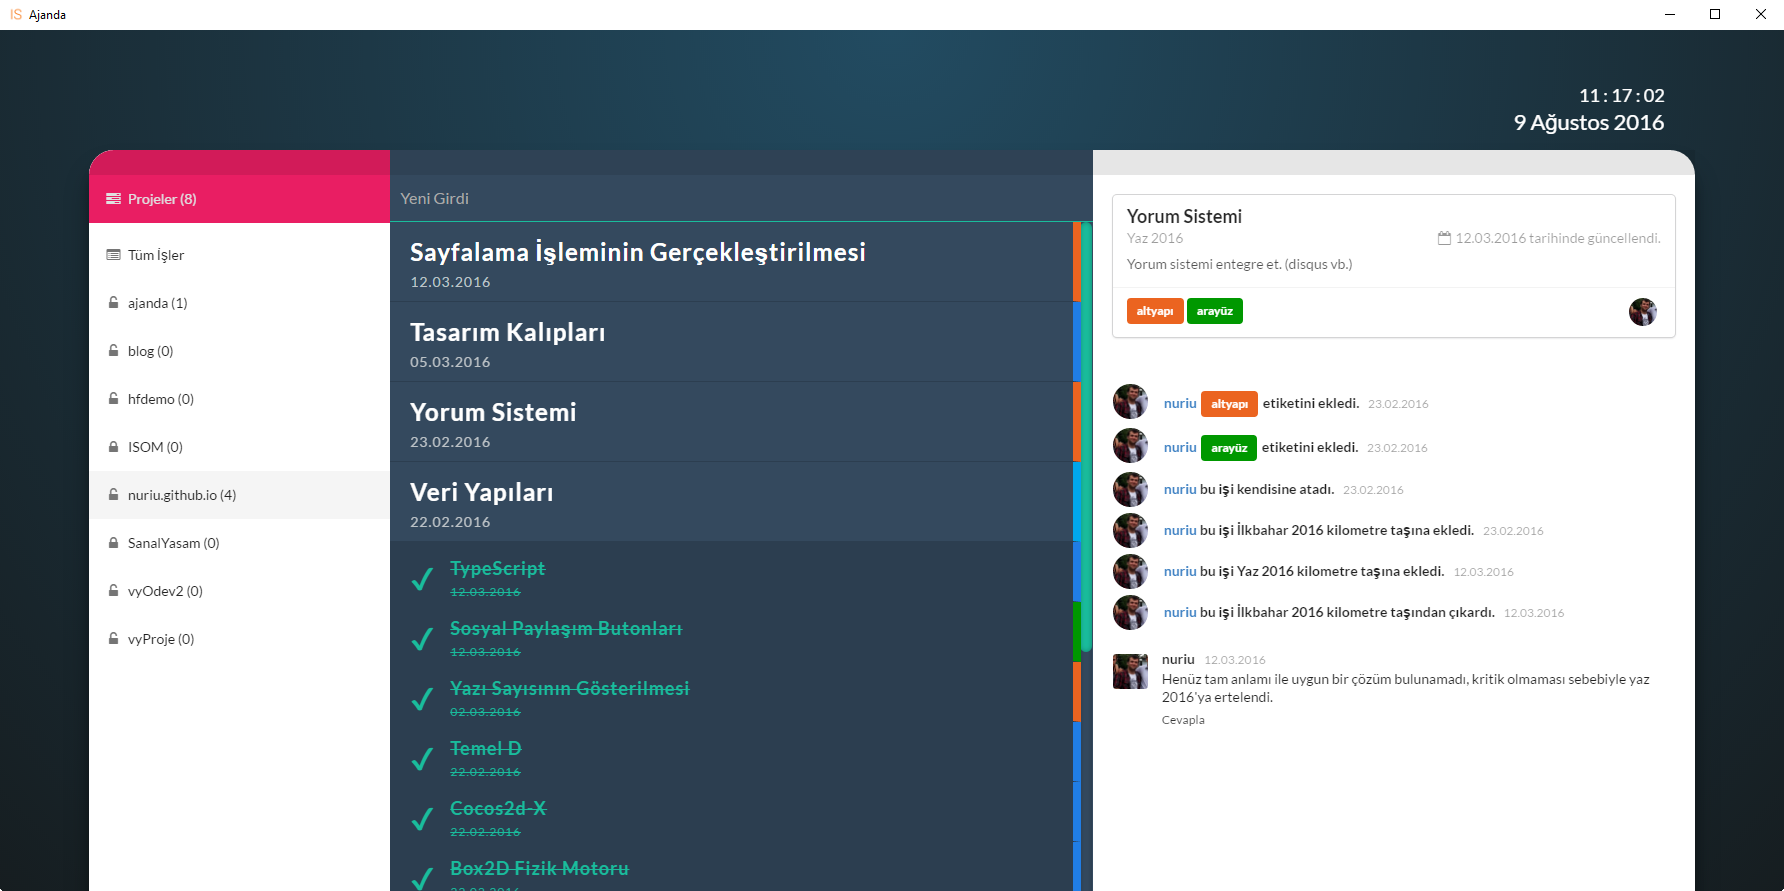 IS Ajanda
11 : 17 : 02
9 Ağustos 2016
Projeler (8)
Tüm İşler
ajanda (1)
blog (0)
hfdemo (0)
ISOM (0)
nuriu.github.io (4)
SanalYasam (0)
vyOdev2 (0)
vyProje (0)
Yeni Girdi
Sayfalama İşleminin Gerçekleştirilmesi
12.03.2016
Tasarım Kalıpları
05.03.2016
Yorum Sistemi
23.02.2016
Veri Yapıları
22.02.2016
TypeScript
12.03.2016
Sosyal Paylaşım Butonları
12.03.2016
Yazı Sayısının Gösterilmesi
02.03.2016
Temel D
22.02.2016
Cocos2d-X
22.02.2016
Box2D Fizik Motoru
Yorum Sistemi
Yaz 2016 12.03.2016 tarihinde güncellendi.
Yorum sistemi entegre et. (disqus vb.)
altyapı arayüz
nuriu altyapı etiketini ekledi. 23.02.2016
nuriu arayüz etiketini ekledi. 23.02.2016
nuriu bu işi kendisine atadı. 23.02.2016
nuriu bu işi İlkbahar 2016 kilometre taşına ekledi. 23.02.2016
nuriu bu işi Yaz 2016 kilometre taşına ekledi. 12.03.2016
nuriu bu işi İlkbahar 2016 kilometre taşından çıkardı. 12.03.2016
nuriu 12.03.2016
Henüz tam anlamı ile uygun bir çözüm bulunamadı, kritik olmaması sebebiyle yaz
2016'ya ertelendi.
Cevapla